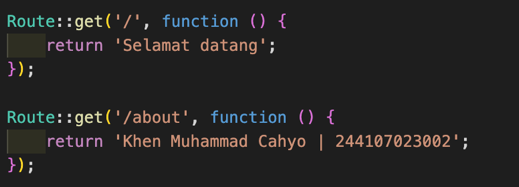 Route::get('/', function () {
    return 'Selamat datang';
});

Route::get('/about', function () {
    return 'Khen Muhammad Cahyo | 244107023002';
});